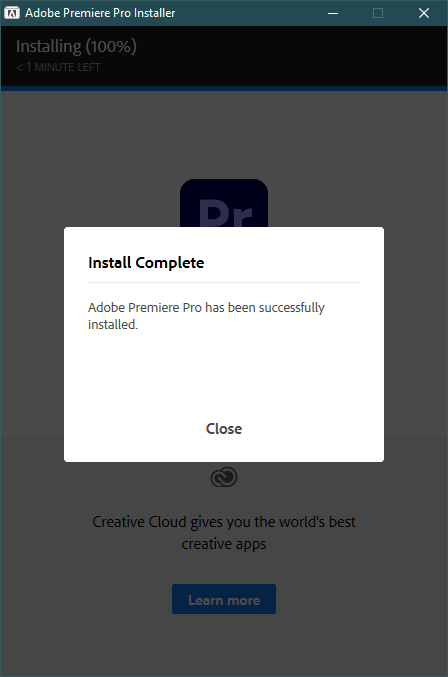 Adobe Premiere Pro Installer
Installing (100%)
< 1 MINUTE LEFT
Pr
Install Complete
Adobe Premiere Pro has been successfully
installed.
Close
Creative Cloud gives you the world's best
creative apps
Learn more